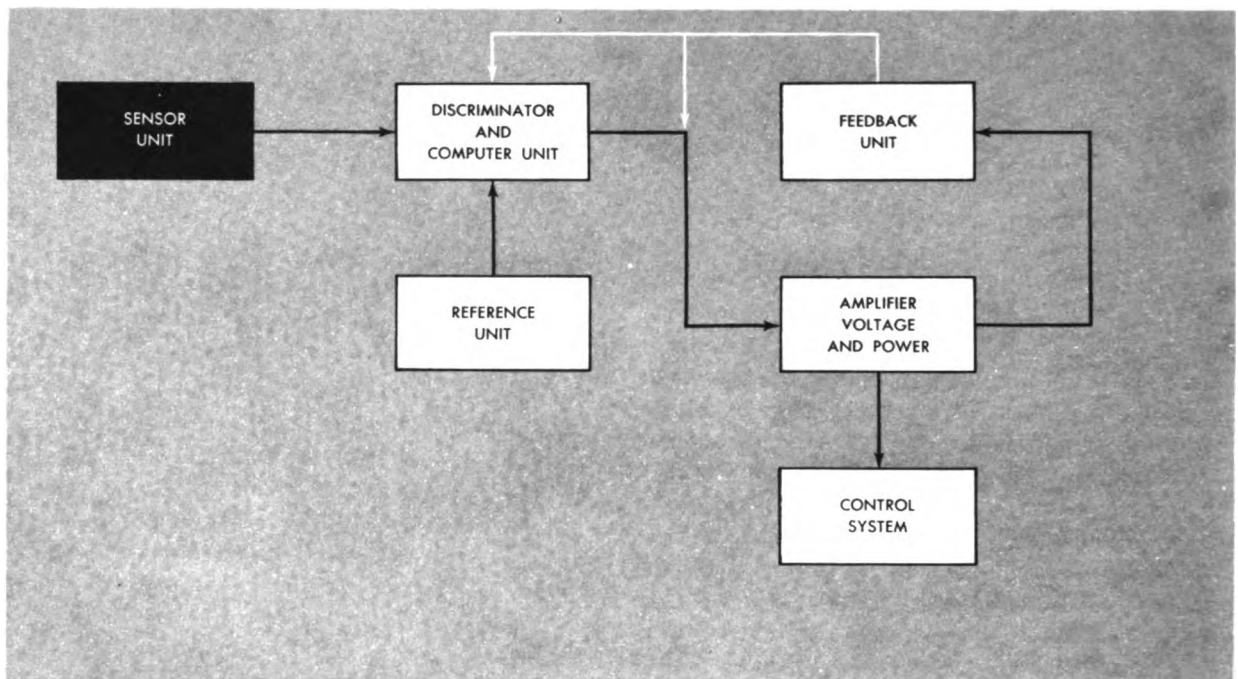 SENSOR
UNIT
DISCRIMINATOR
AND
COMPUTER UNIT
FEEDBACK
UNIT
REFERENCE
UNIT
AMPLIFIER
VOLTAGE
AND POWER
CONTROL
SYSTEM